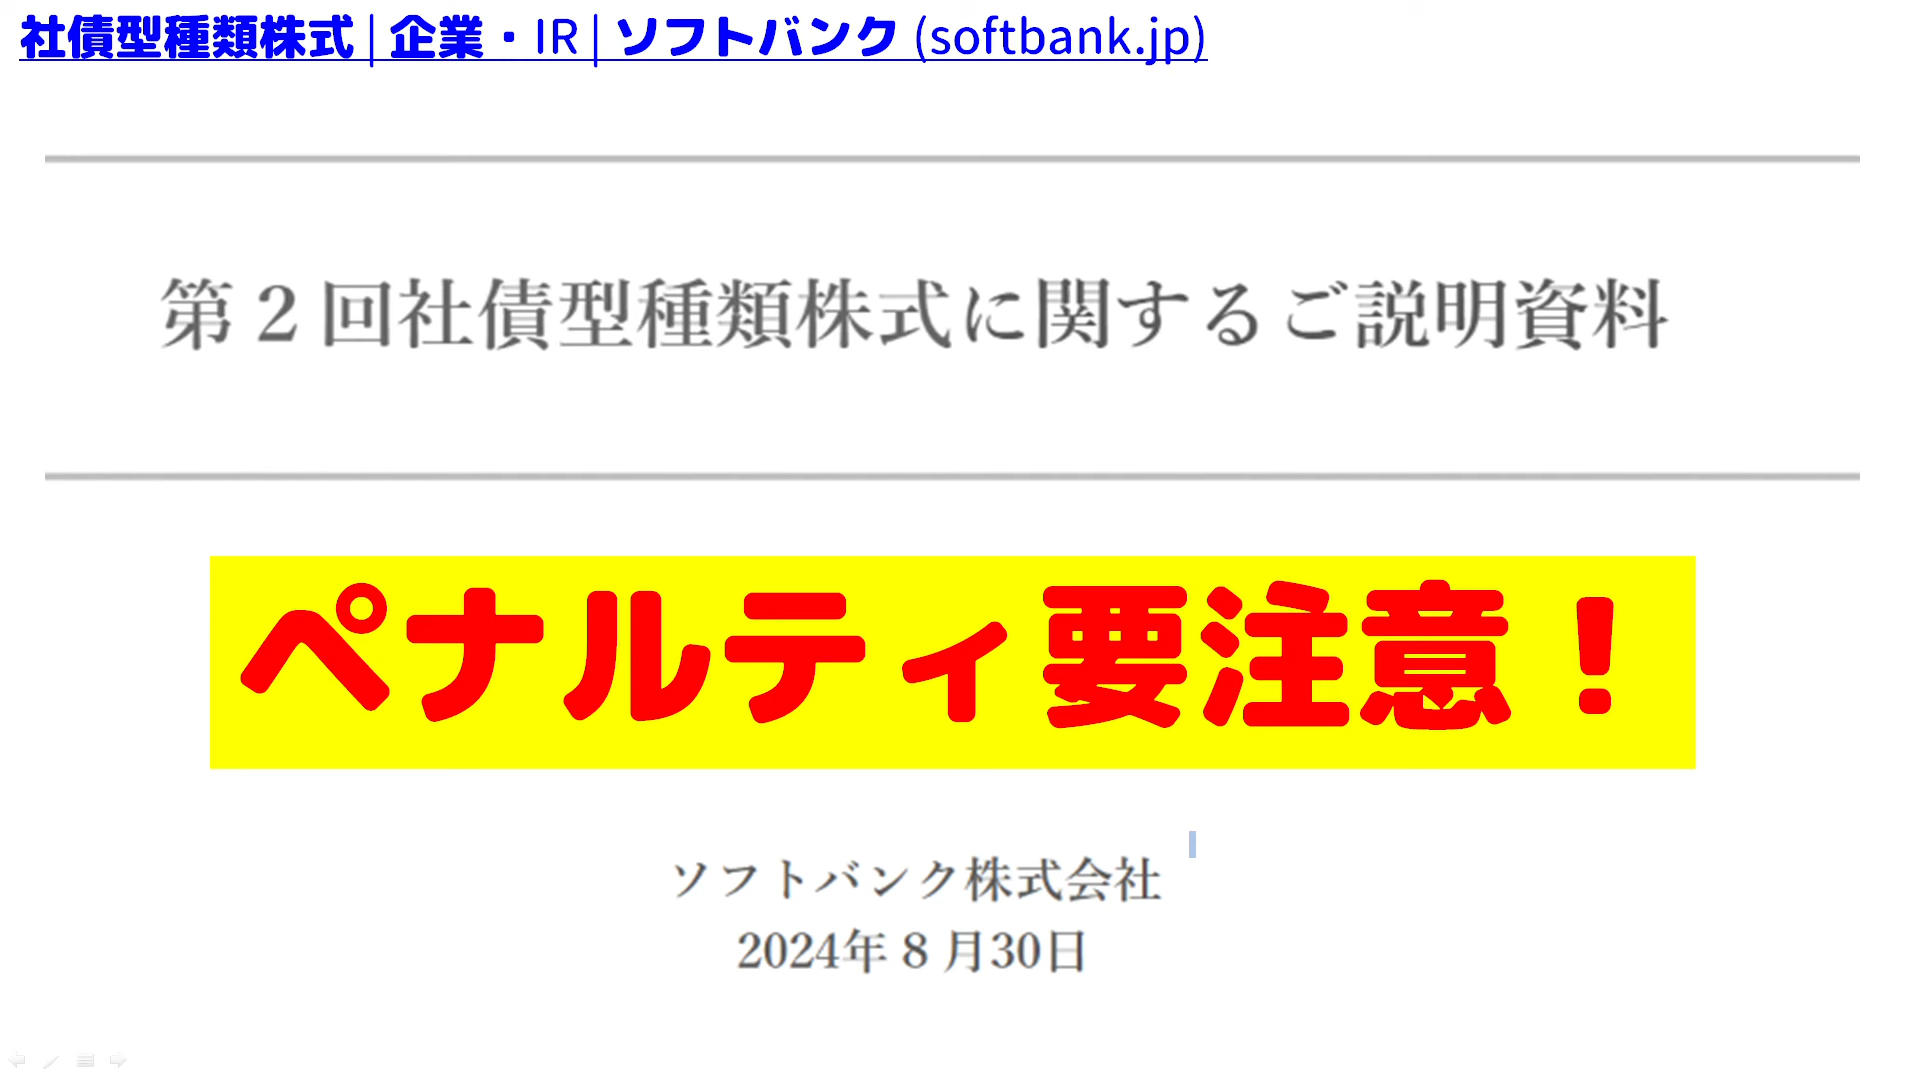 社債型種類株式 | 企業・IR | ソフトバンク (softbank.jp)
第２回社債型種類株式に関するご説明資料
ペナルティ要注意！
ソフトバンク株式会社
2024年８月30日